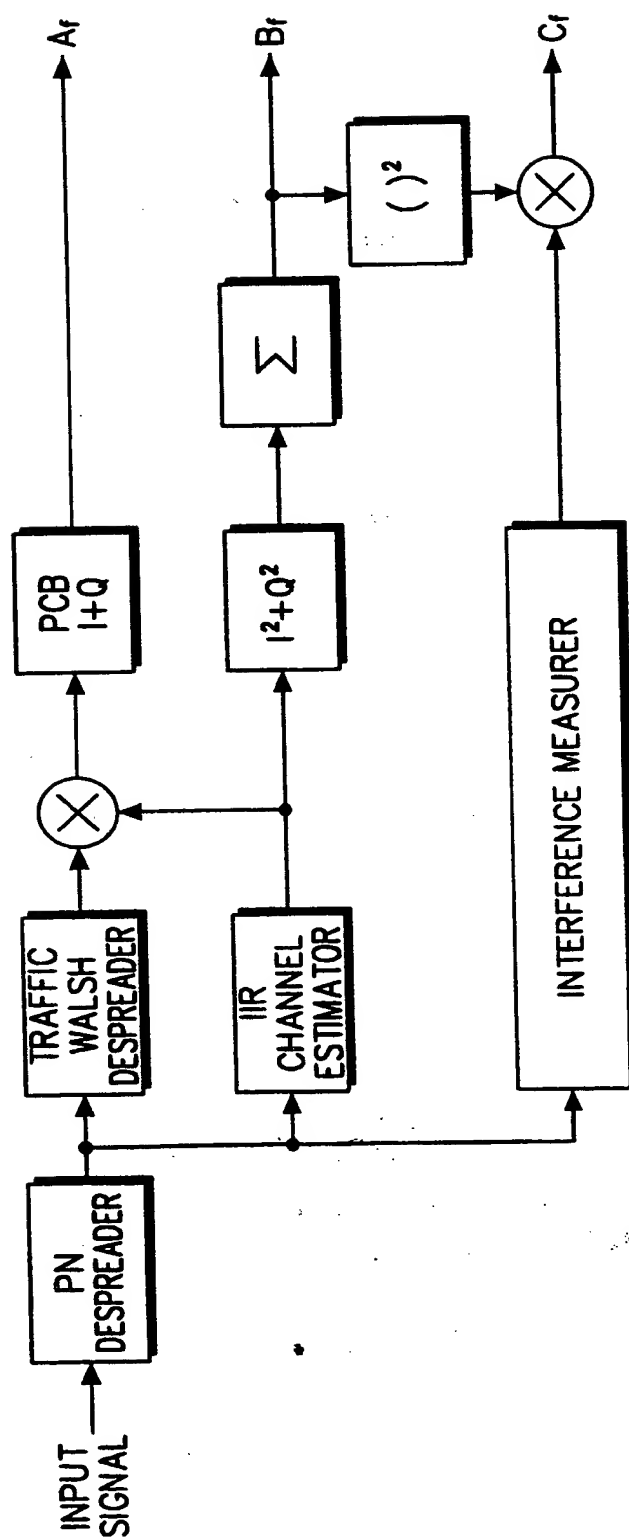 INPUT
SIGNAL
PN
DESPREADER
TRAFFIC
WALSH
DESPREADER
PCB
I+Q
Af
IIR
CHANNEL
ESTIMATOR
I²+Q²
Σ
Bf
( )²
INTERFERENCE MEASURER
Cf